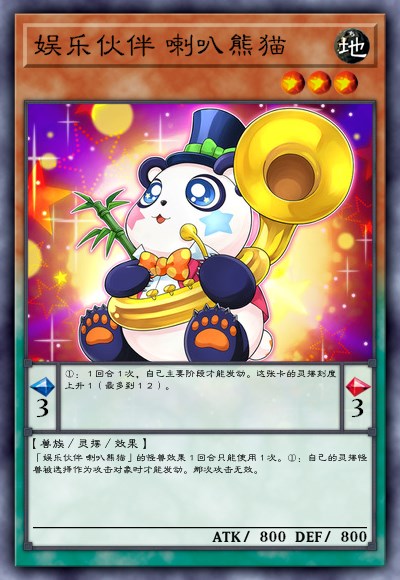 娱乐伙伴 喇叭熊猫
地
①：1回合1次，自己主要阶段才能发动。这张卡的灵摆刻度
上升1（最多到12）。
3
3
【兽族/灵摆/效果】
「娱乐伙伴 喇叭熊猫」的怪兽效果1回合只能使用1次。①：自己的灵摆怪
兽被选择作为攻击对象时才能发动。那次攻击无效。
ATK/ 800 DEF/ 800